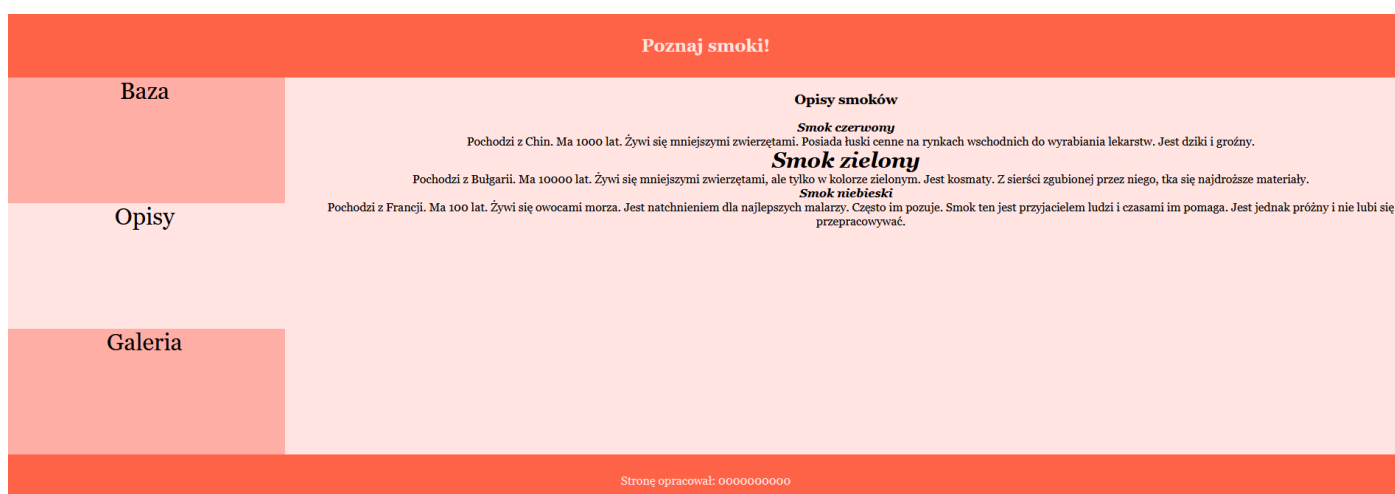 Poznaj smoki!
Baza
Opisy
Galeria
Opisy smoków
Smok czerwony
Pochodzi z Chin. Ma 1000 lat. Żywi się mniejszymi zwierzętami. Posiada łuski cenne na rynkach wschodnich do wyrabiania lekarstw. Jest dziki i groźny.
Smok zielony
Pochodzi z Bułgarii. Ma 10000 lat. Żywi się mniejszymi zwierzętami, ale tylko w kolorze zielonym. Jest kosmaty. Z sierści zgubionej przez niego, tka się najdroższe materiały.
Smok niebieski
Pochodzi z Francji. Ma 100 lat. Żywi się owocami morza. Jest natchnieniem dla najlepszych malarzy. Często im pozuje. Smok ten jest przyjacielem ludzi i czasami im pomaga. Jest jednak próżny i nie lubi się
przepracowywać.
Stronę opracował: 0000000000